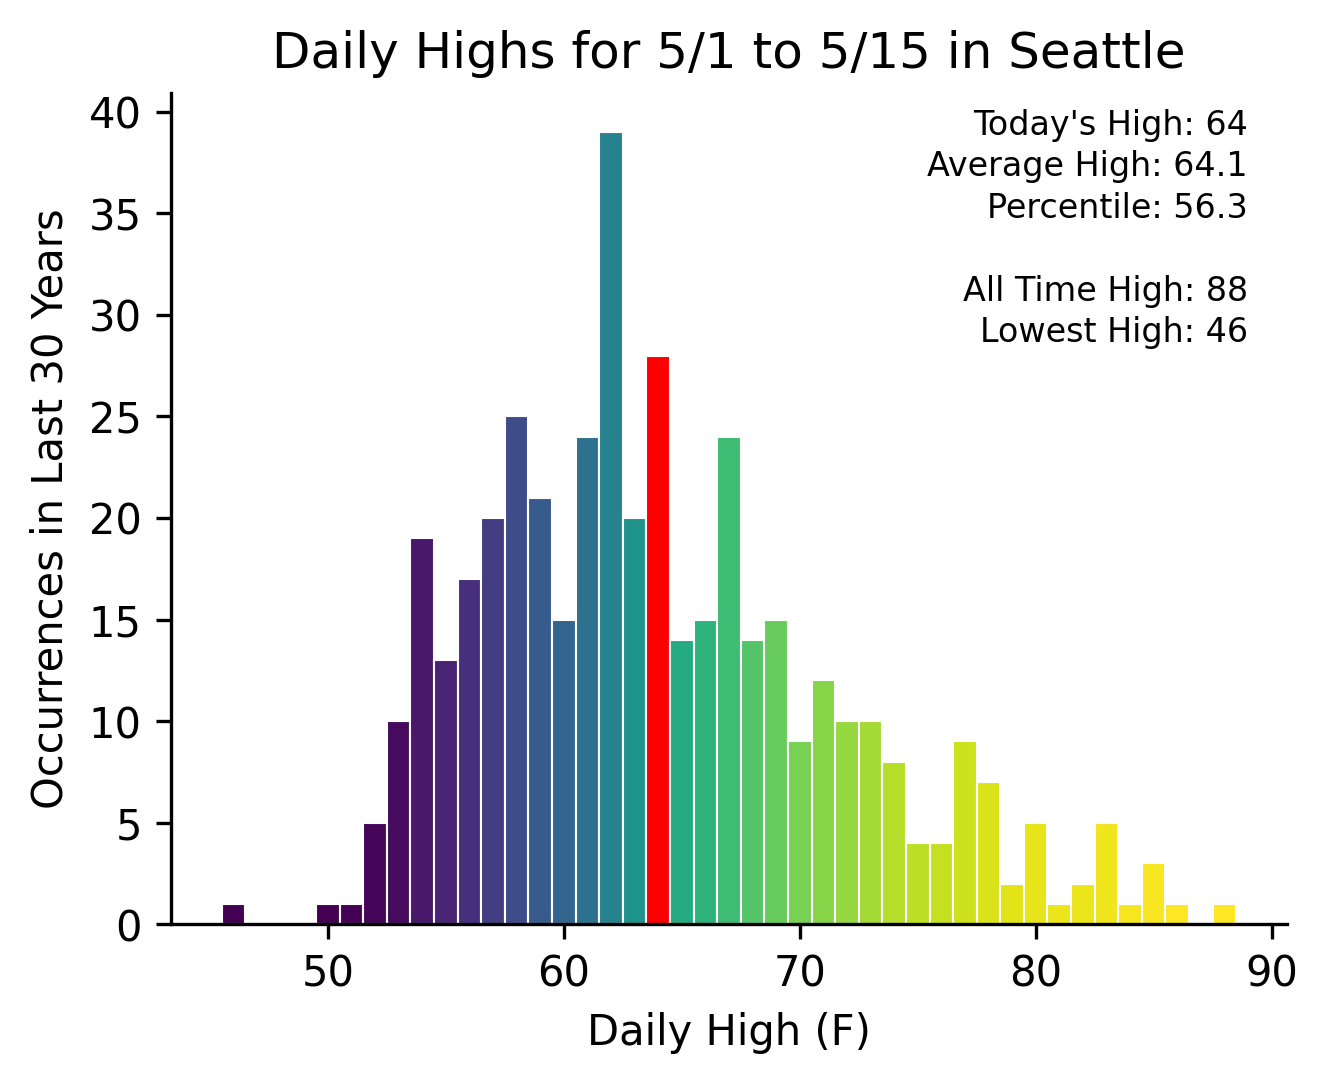 Daily Highs for 5/1 to 5/15 in Seattle
Today's High: 64
Average High: 64.1
Percentile: 56.3
All Time High: 88
Lowest High: 46
Occurrences in Last 30 Years
40
35
30
25
20
15
10
5
0
50 60 70 80 90
Daily High (F)